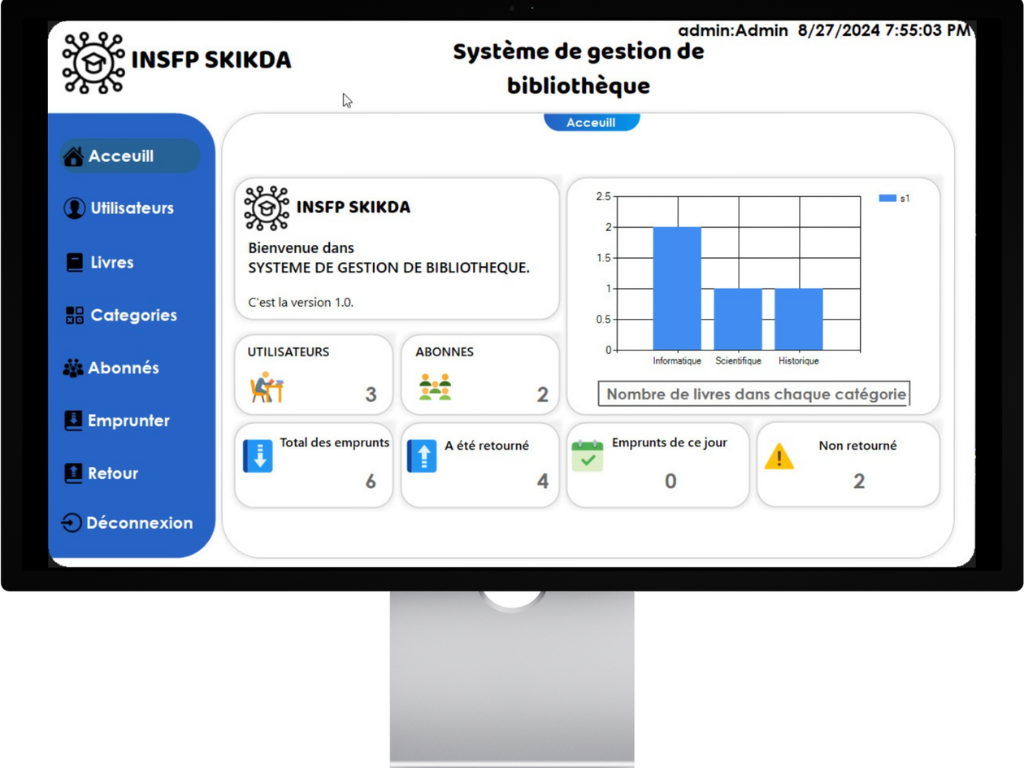 admin:Admin 8/27/2024 7:55:03 PM
INSFP SKIKDA
Système de gestion de
bibliothèque
Acceuill
Acceuill
Utilisateurs
Livres
Categories
Abonnés
Emprunter
Retour
Déconnexion
INSFP SKIKDA
Bienvenue dans
SYSTEME DE GESTION DE BIBLIOTHEQUE.
C'est la version 1.0.
2.5
2
1.5
1
0.5
0
s1
Informatique Scientifique Historique
Nombre de livres dans chaque catégorie
UTILISATEURS
3
ABONNES
2
Total des emprunts
6
A été retourné
4
Emprunts de ce jour
0
Non retourné
2